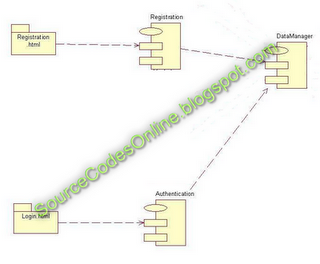 Registration
DataManager
Registration
.html
SourceCodesOnline.blogspot.com
Authentication
Login.html